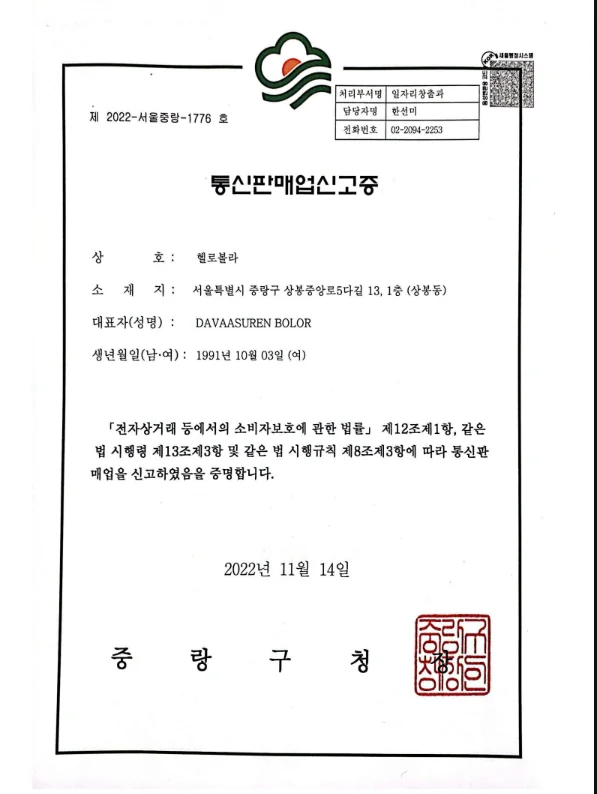 서울행정시스템
처리부서명 일자리창출과
담당자명 한선미
전화번호 02-2094-2253
제 2022-서울중랑-1776 호
통신판매업신고증
상 호 : 헬로볼라
소 재 지 : 서울특별시 중랑구 상봉중앙로5다길 13, 1층 (상봉동)
대표자(성명) : DAVAASUREN BOLOR
생년월일(남·여) : 1991년 10월 03일 (여)
「전자상거래 등에서의 소비자보호에 관한 법률」 제12조제1항, 같은
법 시행령 제13조제3항 및 같은 법 시행규칙 제8조제3항에 따라 통신판
매업을 신고하였음을 증명합니다.
2022년 11월 14일
중 랑 구 청 장